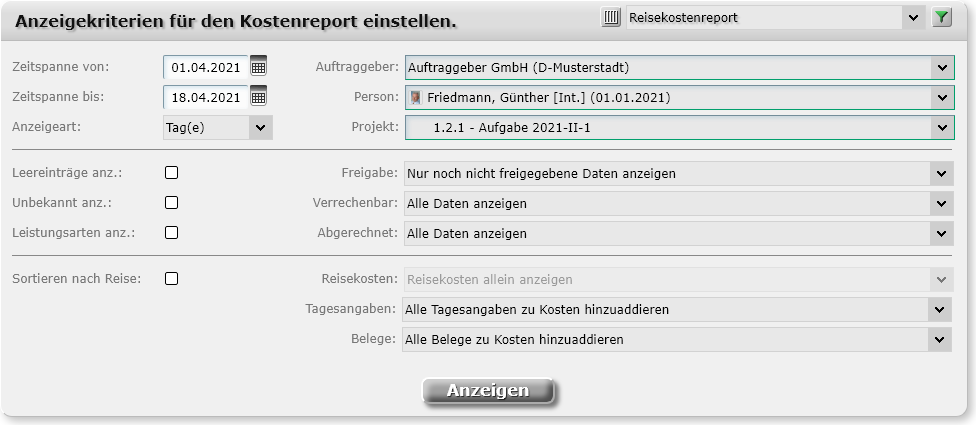 Anzeigekriterien für den Kostenreport einstellen. Reisekostenreport
Zeitspanne von: 01.04.2021 Auftraggeber: Auftraggeber GmbH (D-Musterstadt)
Zeitspanne bis: 18.04.2021 Person: Friedmann, Günther [Int.] (01.01.2021)
Anzeigeart: Tag(e) Projekt: 1.2.1 - Aufgabe 2021-II-1
Leereinträge anz.: Freigabe: Nur noch nicht freigegebene Daten anzeigen
Unbekannt anz.: Verrechenbar: Alle Daten anzeigen
Leistungsarten anz.: Abgerechnet: Alle Daten anzeigen
Sortieren nach Reise: Reisekosten: Reisekosten allein anzeigen
Tagesangaben: Alle Tagesangaben zu Kosten hinzuaddieren
Belege: Alle Belege zu Kosten hinzuaddieren
Anzeigen